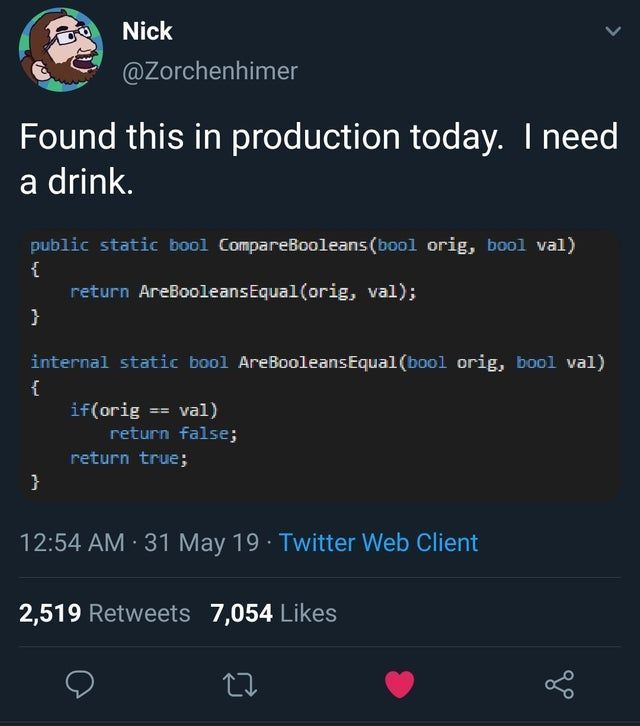 Nick
@Zorchenhimer
Found this in production today.  I need
a drink.
public static bool CompareBooleans(bool orig, bool val)
{
    return AreBooleansEqual(orig, val);
}

internal static bool AreBooleansEqual(bool orig, bool val)
{
    if(orig == val)
        return false;
    return true;
}
12:54 AM · 31 May 19 · Twitter Web Client
2,519 Retweets 7,054 Likes